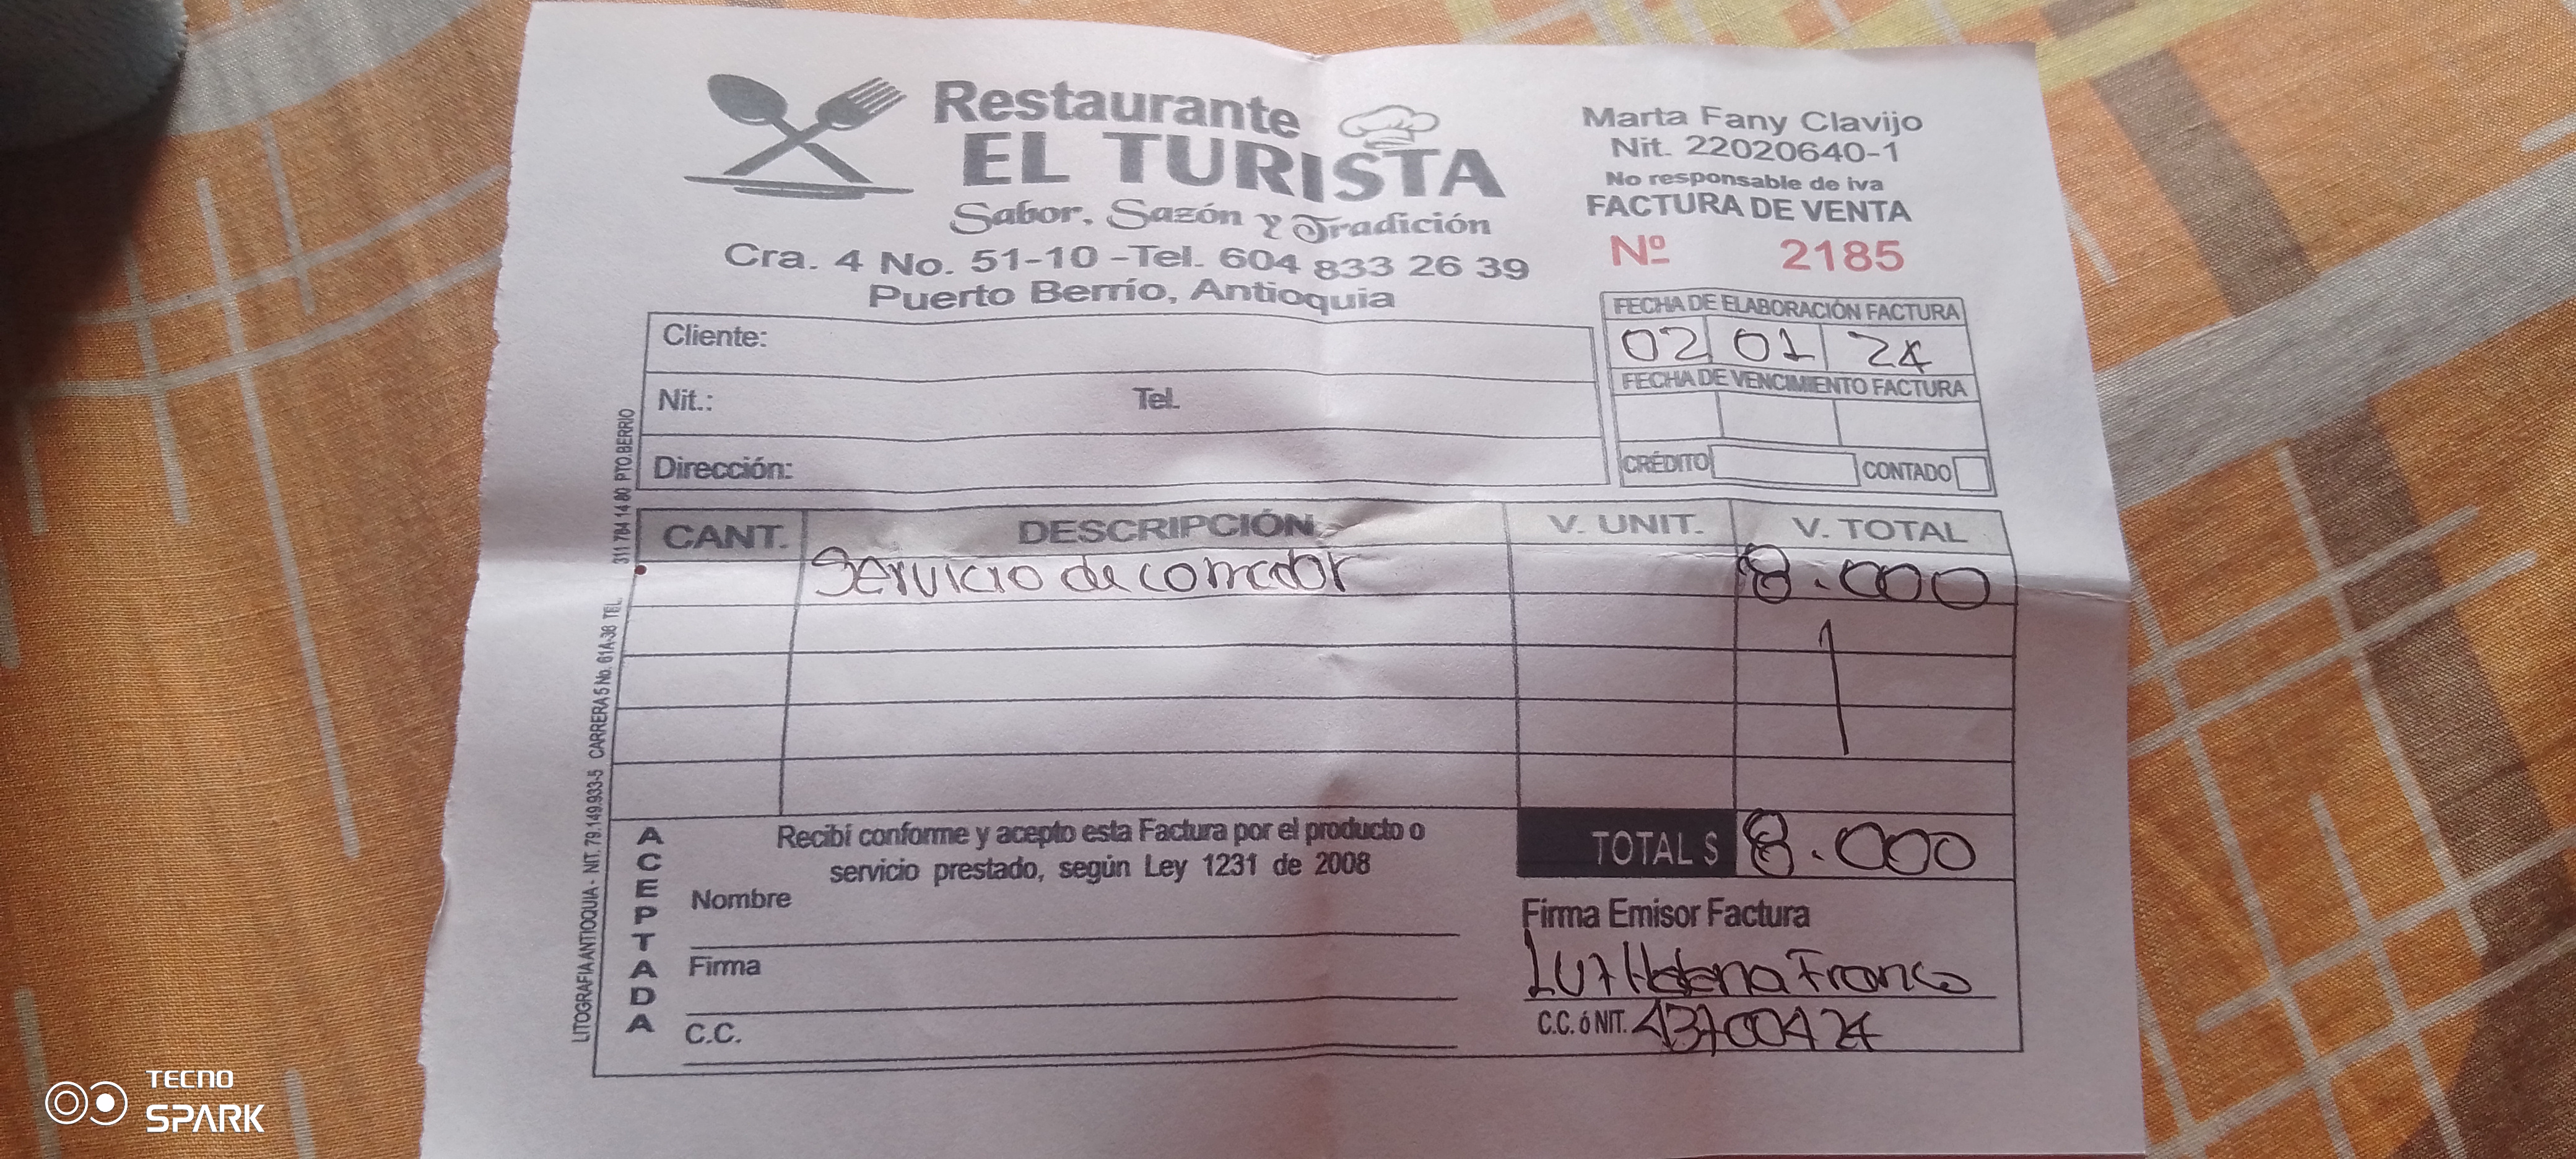 Restaurante
EL TURISTA
Sabor, Sazón y Tradición
Cra. 4 No. 51-10 - Tel. 604 833 26 39
Puerto Berrío, Antioquia
Marta Fany Clavijo
Nit. 22020640-1
No responsable de iva
FACTURA DE VENTA
Nº 2185
FECHA DE ELABORACIÓN FACTURA
02 01 24
FECHA DE VENCIMIENTO FACTURA
CRÉDITO CONTADO
Cliente:
Nit.: Tel.
Dirección:
CANT. DESCRIPCIÓN V. UNIT. V. TOTAL
Servicio de comedor 8.000
TOTAL $ 8.000
ACEPTADA
Recibí conforme y acepto esta Factura por el producto o
servicio prestado, según Ley 1231 de 2008
Nombre
Firma
C.C.
Firma Emisor Factura
Luz Helena Franco
C.C. ó NIT. 43700424
LITOGRAFIA ANTIOQUIA - NIT. 79.149.933-5 CARRERA 5 No. 61A-36 TEL. 311 784 14 80 PTO.BERRIO
TECNO
SPARK